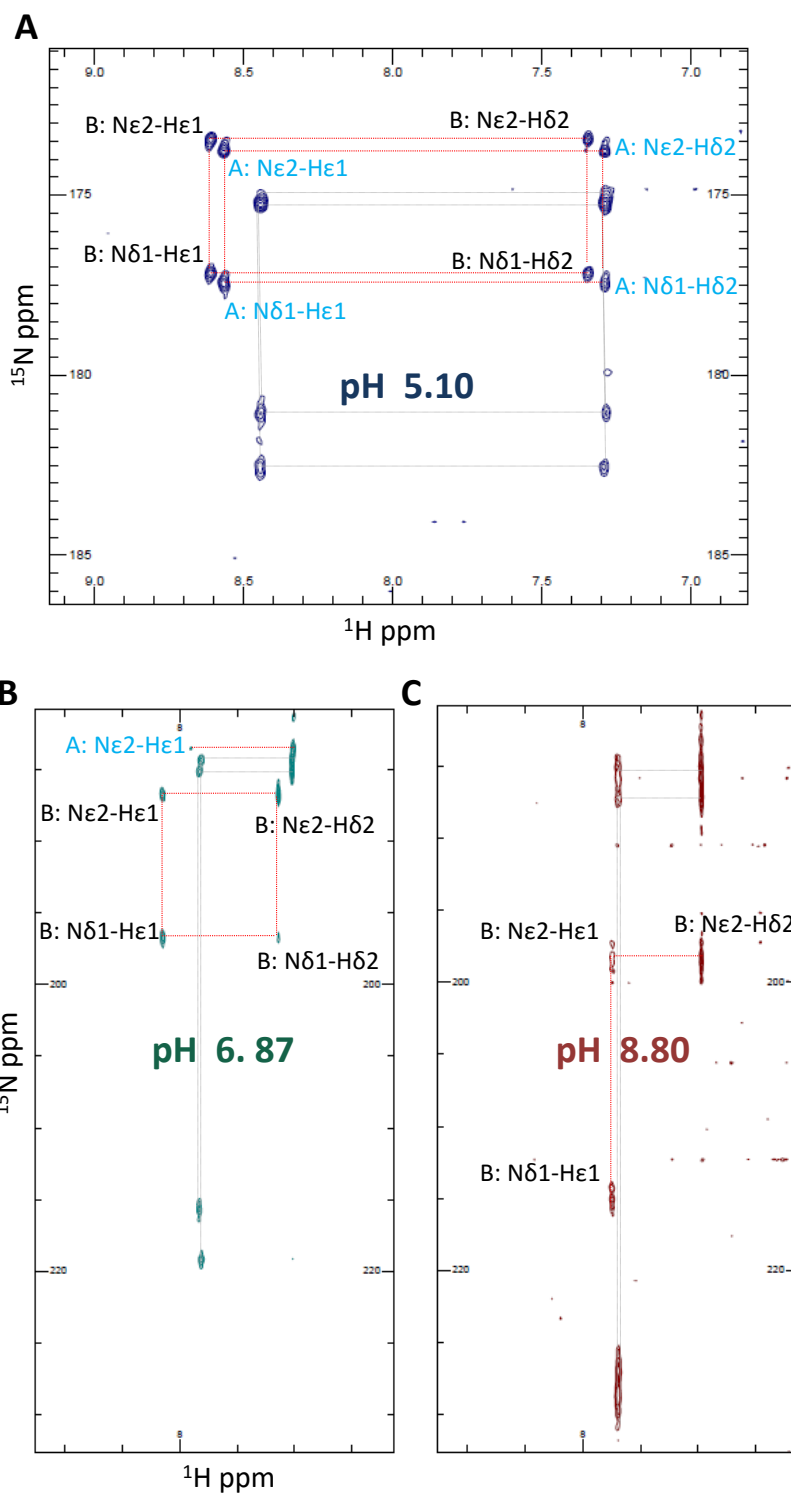 A
9.0 8.5 8.0 7.5 7.0
B: Nε2-Hε1
B: Nε2-Hδ2
A: Nε2-Hε1
A: Nε2-Hδ2
175
175
B: Nδ1-Hε1
B: Nδ1-Hδ2
A: Nδ1-Hε1
A: Nδ1-Hδ2
15N ppm
180
180
pH 5.10
185
185
9.0 8.5 8.0 7.5 7.0
1H ppm
B
8
A: Nε2-Hε1
B: Nε2-Hε1
B: Nε2-Hδ2
B: Nδ1-Hε1
B: Nδ1-Hδ2
200
200
pH 6. 87
15N ppm
220
220
8
1H ppm
C
8
B: Nε2-Hε1
B: Nε2-Hδ2
200
200
pH 8.80
B: Nδ1-Hε1
220
220
8